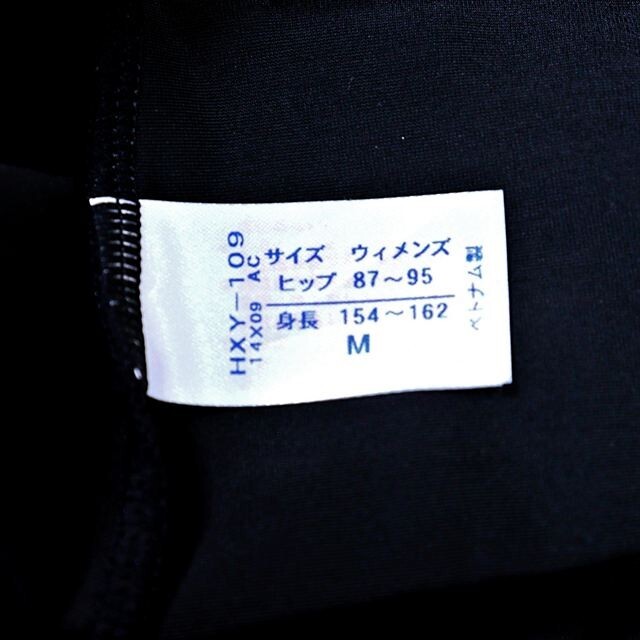 HXY-109
14X09 AC
サイズ ウィメンズ
ヒップ 87〜95
身長 154〜162
M
ベトナム製